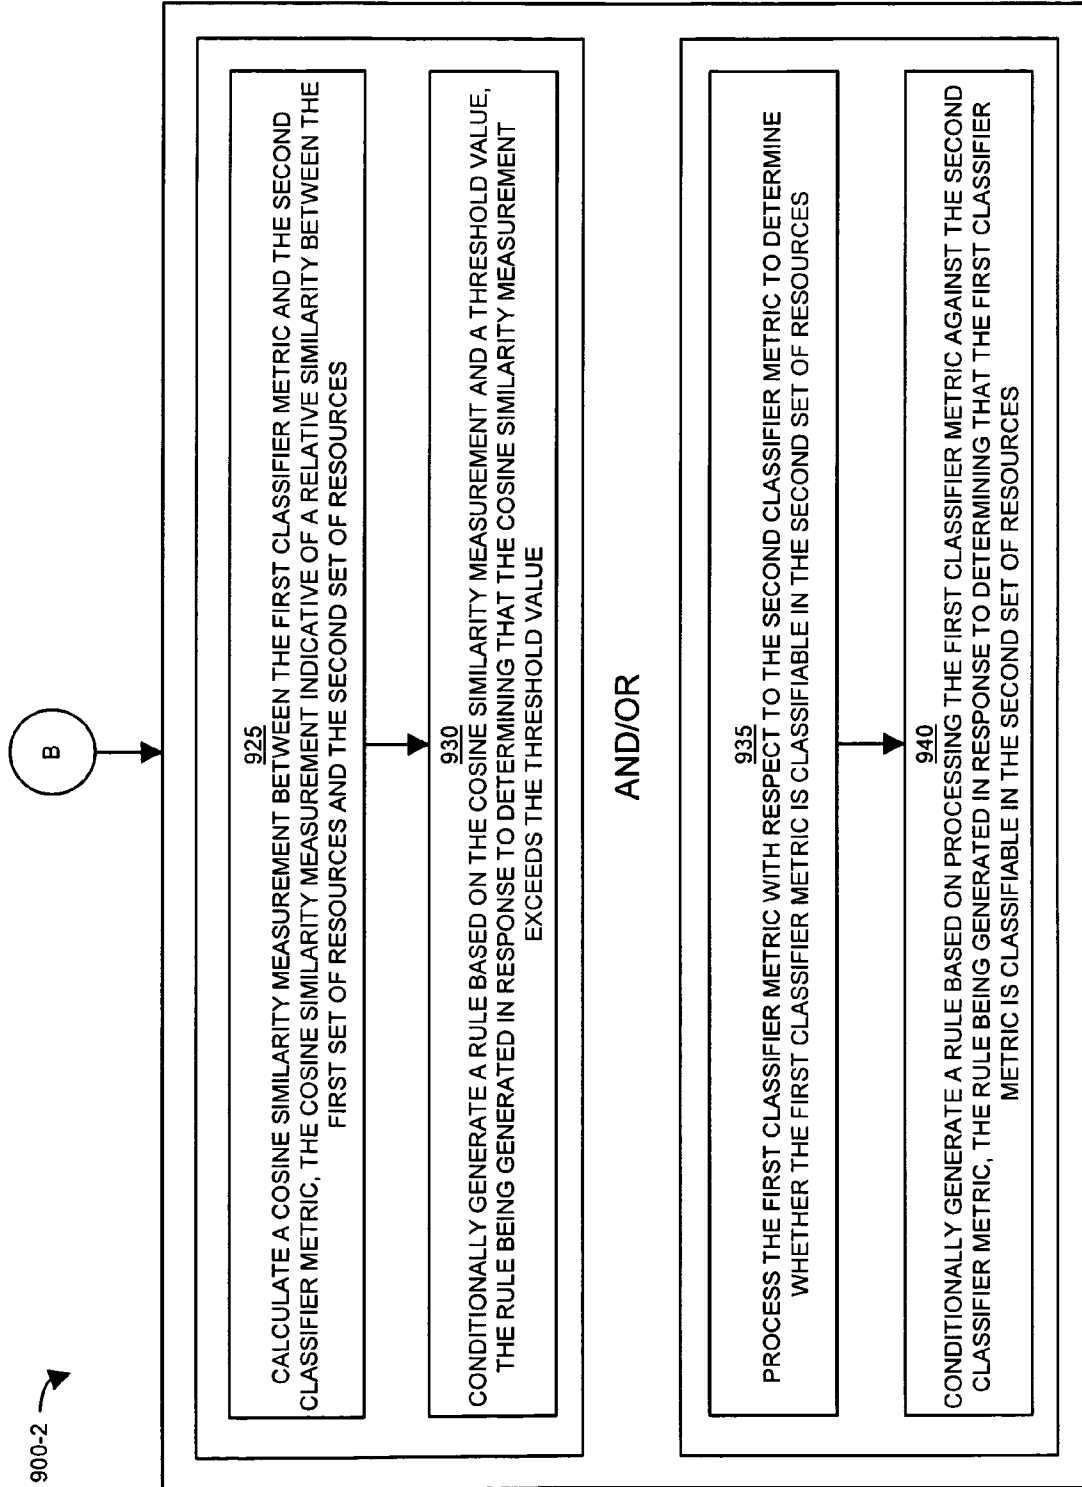 900-2
B
925
CALCULATE A COSINE SIMILARITY MEASUREMENT BETWEEN THE FIRST CLASSIFIER METRIC AND THE SECOND
CLASSIFIER METRIC, THE COSINE SIMILARITY MEASUREMENT INDICATIVE OF A RELATIVE SIMILARITY BETWEEN THE
FIRST SET OF RESOURCES AND THE SECOND SET OF RESOURCES
930
CONDITIONALLY GENERATE A RULE BASED ON THE COSINE SIMILARITY MEASUREMENT AND A THRESHOLD VALUE,
THE RULE BEING GENERATED IN RESPONSE TO DETERMINING THAT THE COSINE SIMILARITY MEASUREMENT
EXCEEDS THE THRESHOLD VALUE
AND/OR
935
PROCESS THE FIRST CLASSIFIER METRIC WITH RESPECT TO THE SECOND CLASSIFIER METRIC TO DETERMINE
WHETHER THE FIRST CLASSIFIER METRIC IS CLASSIFIABLE IN THE SECOND SET OF RESOURCES
940
CONDITIONALLY GENERATE A RULE BASED ON PROCESSING THE FIRST CLASSIFIER METRIC AGAINST THE SECOND
CLASSIFIER METRIC, THE RULE BEING GENERATED IN RESPONSE TO DETERMINING THAT THE FIRST CLASSIFIER
METRIC IS CLASSIFIABLE IN THE SECOND SET OF RESOURCES